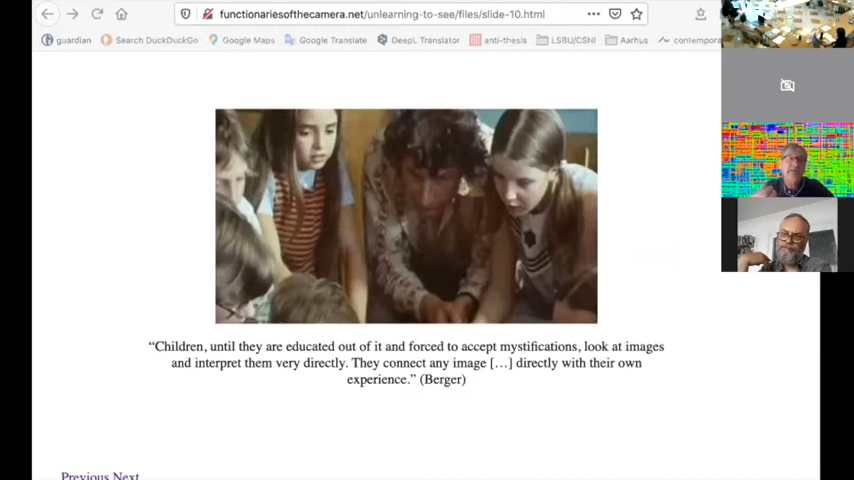 functionariesofthecamera.net/unlearning-to-see/files/slide-10.html
guardian Search DuckDuckGo Google Maps Google Translate DeepL Translator anti-thesis LSBU/CSNI Aarhus contempora
“Children, until they are educated out of it and forced to accept mystifications, look at images
and interpret them very directly. They connect any image […] directly with their own
experience.” (Berger)
Previous Next